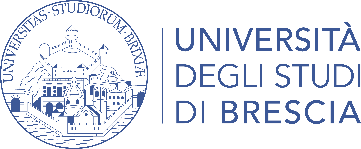 UNIVERSITAS·STUDIORUM·BRIXIAE
UNIVERSITÀ
DEGLI STUDI
DI BRESCIA